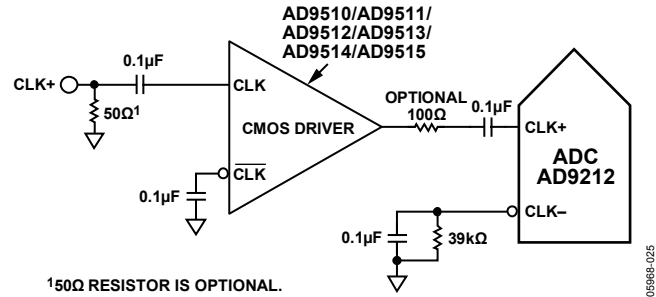 AD9510/AD9511/
AD9512/AD9513/
AD9514/AD9515
0.1µF
CLK+
50Ω¹
CLK
CMOS DRIVER
CLK
0.1µF
OPTIONAL
100Ω
0.1µF
CLK+
ADC
AD9212
CLK–
0.1µF
39kΩ
¹50Ω RESISTOR IS OPTIONAL.
05968-025